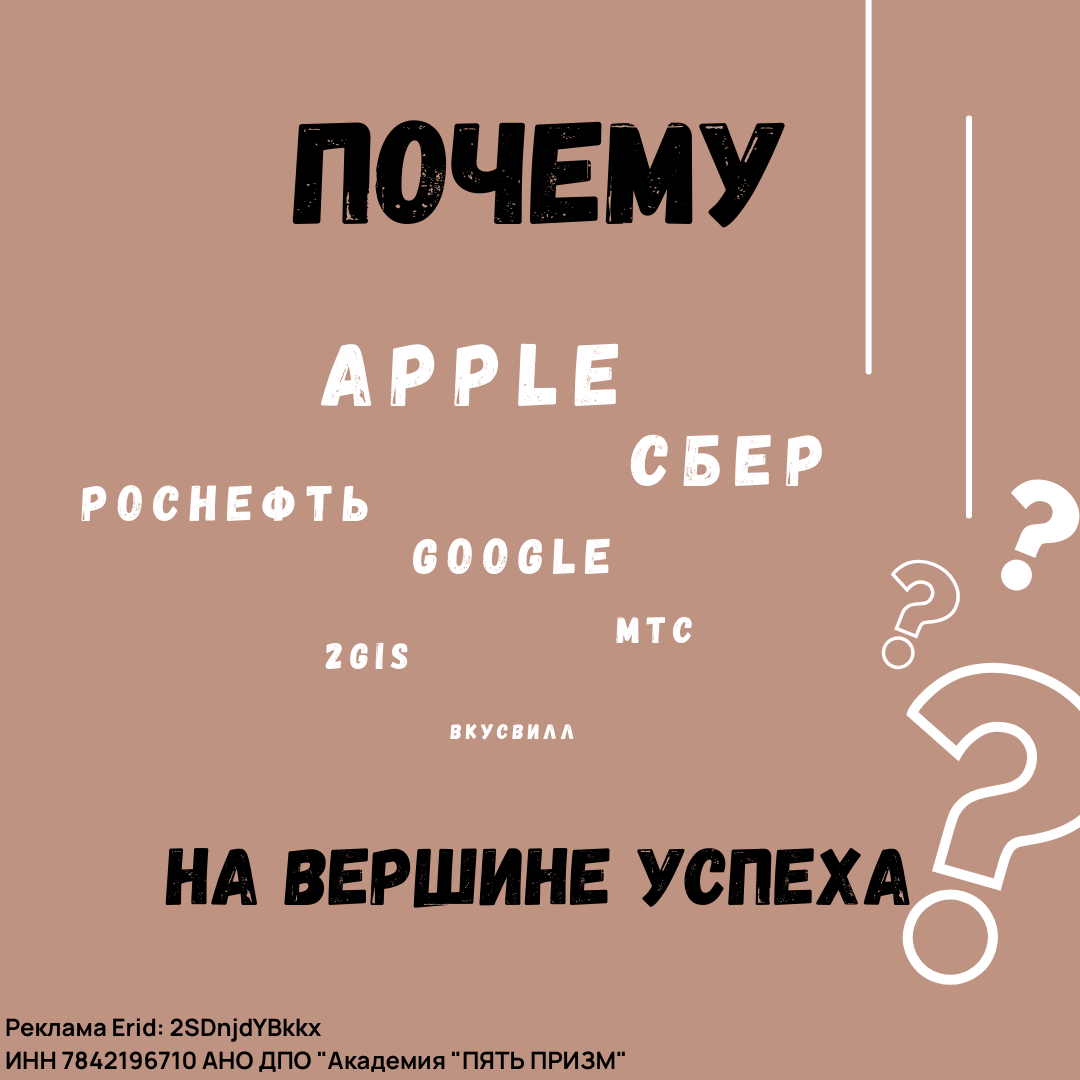 ПОЧЕМУ
APPLE
СБЕР
РОСНЕФТЬ
GOOGLE
МТС
2GIS
ВКУСВИЛЛ
НА ВЕРШИНЕ УСПЕХА
Реклама Erid: 2SDnjdYBkkx
ИНН 7842196710 АНО ДПО "Академия "ПЯТЬ ПРИЗМ"